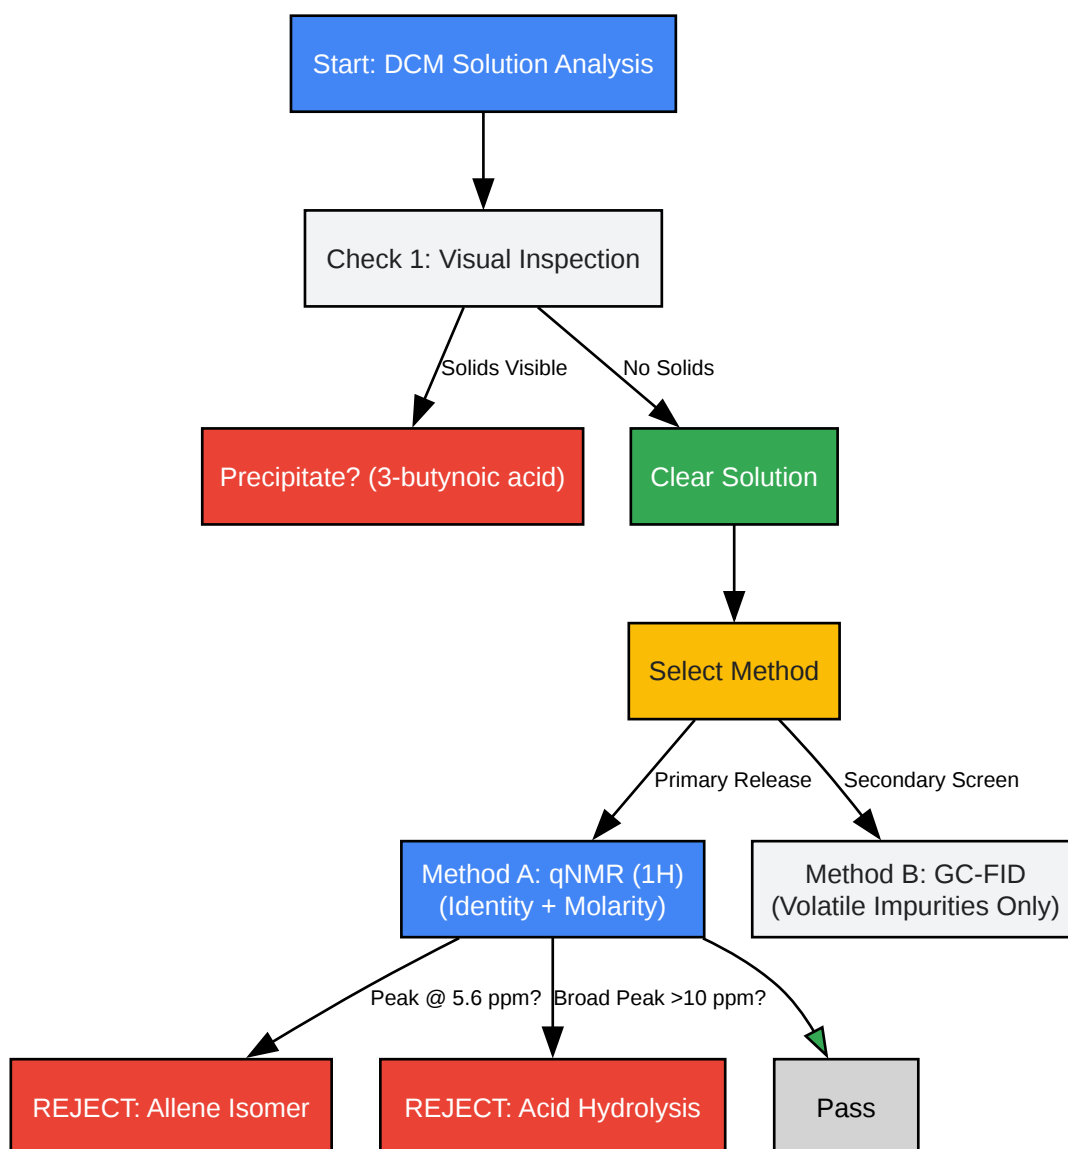 Start: DCM Solution Analysis
Check 1: Visual Inspection
Solids Visible
No Solids
Precipitate? (3-butynoic acid)
Clear Solution
Select Method
Primary Release
Secondary Screen
Method A: qNMR (1H)
(Identity + Molarity)
Method B: GC-FID
(Volatile Impurities Only)
Peak @ 5.6 ppm?
Broad Peak >10 ppm?
REJECT: Allene Isomer
REJECT: Acid Hydrolysis
Pass